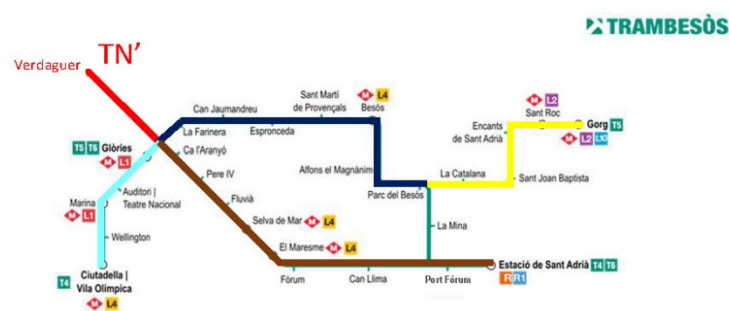 TRAMBESÒS
TN’
Verdaguer
Can Jaumandreu
Sant Martí
de Provençals
M L4
Besòs
La Farinera
Espronceda
M L2
Sant Roc
Encants
de Sant Adrià
Gorg T5
M L2 L10
T5 T6 Glòries
M L1
Ca l'Aranyó
Pere IV
Fluvià
Alfons el Magnànim
Parc del Besòs
La Catalana
Sant Joan Baptista
Marina
M L1
Auditori |
Teatre Nacional
Wellington
Selva de Mar M L4
El Maresme M L4
La Mina
T4
Ciutadella |
Vila Olímpica
M L4
Fòrum
Can Llima
Port Fórum
Estació de Sant Adrià T4 T6
R R1